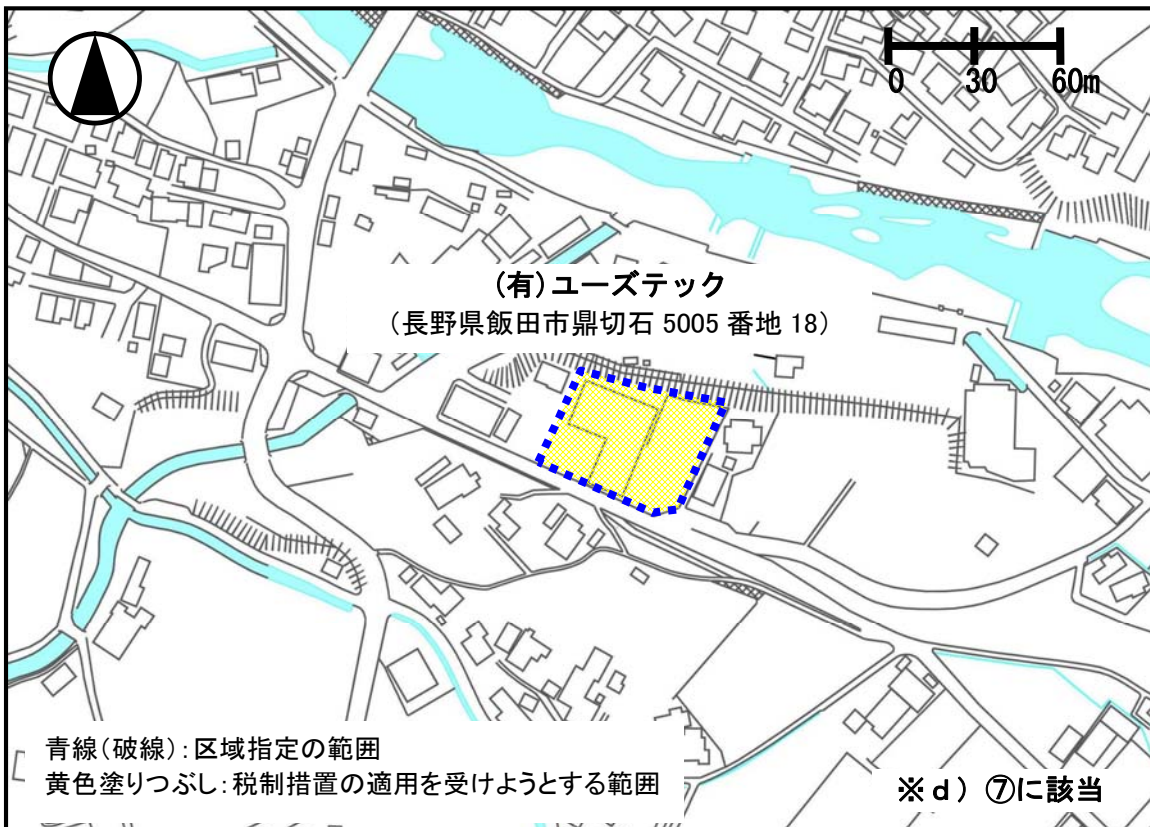 0 30 60m
(有)ユーズテック
(長野県飯田市鼎切石 5005 番地 18)
青線(破線):区域指定の範囲
黄色塗りつぶし:税制措置の適用を受けようとする範囲
※d) ⑦に該当